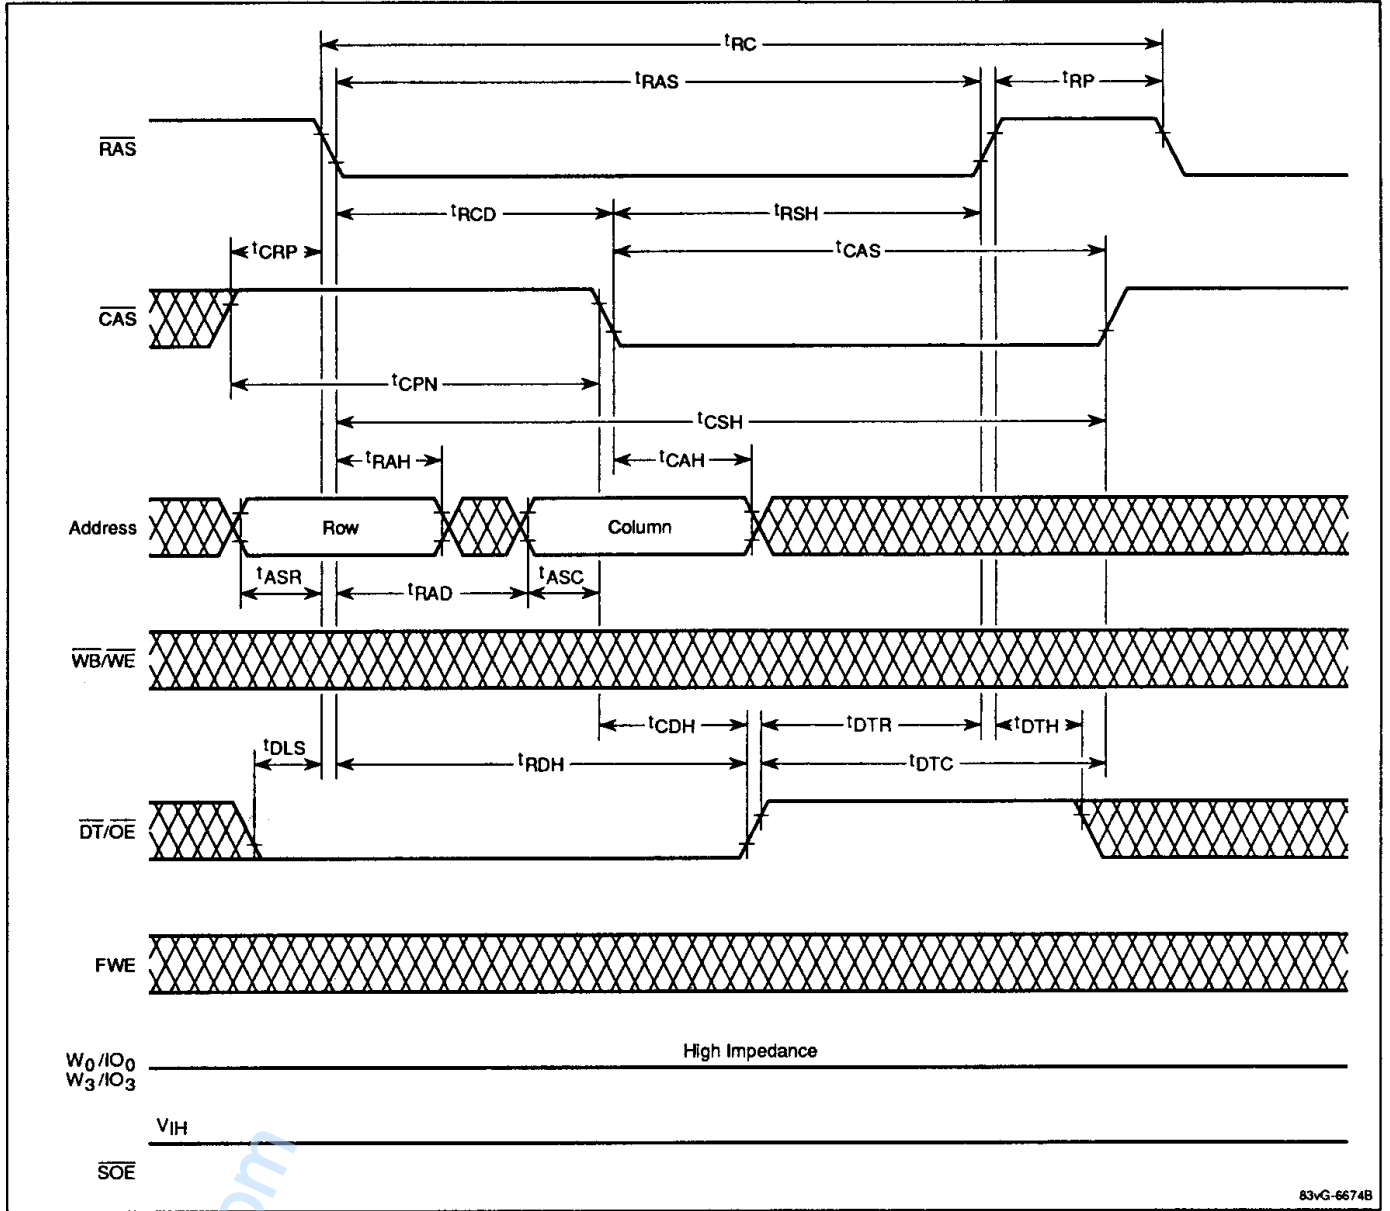 tRC
tRAS
tRP
RAS
tRCD
tRSH
tCRP
tCAS
CAS
tCPN
tCSH
tRAH
tCAH
Address
Row
Column
tASR
tRAD
tASC
WB/WE
tCDH
tDTR
tDTH
tDLS
tRDH
tDTC
DT/OE
FWE
High Impedance
W0/IO0
W3/IO3
VIH
SOE
83vG-6674B
om